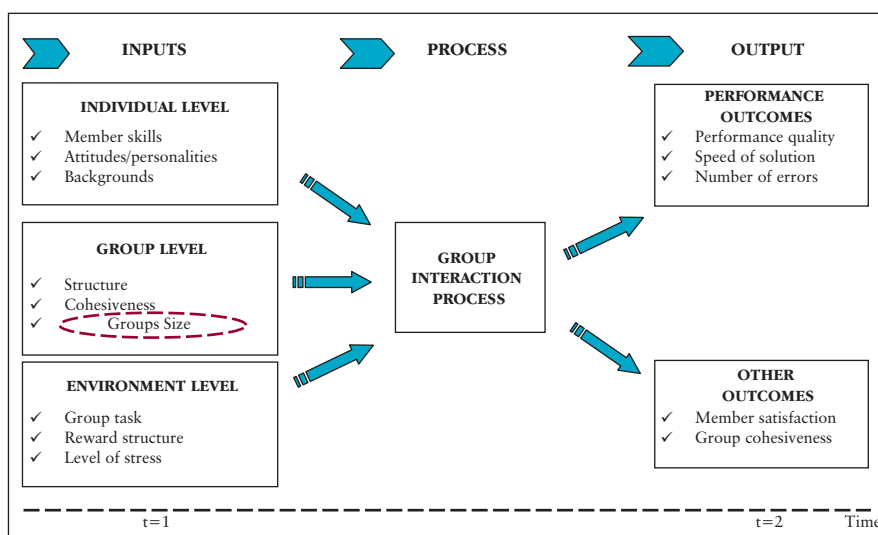 INPUTS
PROCESS
OUTPUT
INDIVIDUAL LEVEL
✓ Member skills
✓ Attitudes/personalities
✓ Backgrounds
GROUP LEVEL
✓ Structure
✓ Cohesiveness
✓ Groups Size
ENVIRONMENT LEVEL
✓ Group task
✓ Reward structure
✓ Level of stress
GROUP
INTERACTION
PROCESS
PERFORMANCE
OUTCOMES
✓ Performance quality
✓ Speed of solution
✓ Number of errors
OTHER
OUTCOMES
✓ Member satisfaction
✓ Group cohesiveness
t=1
t=2
Time